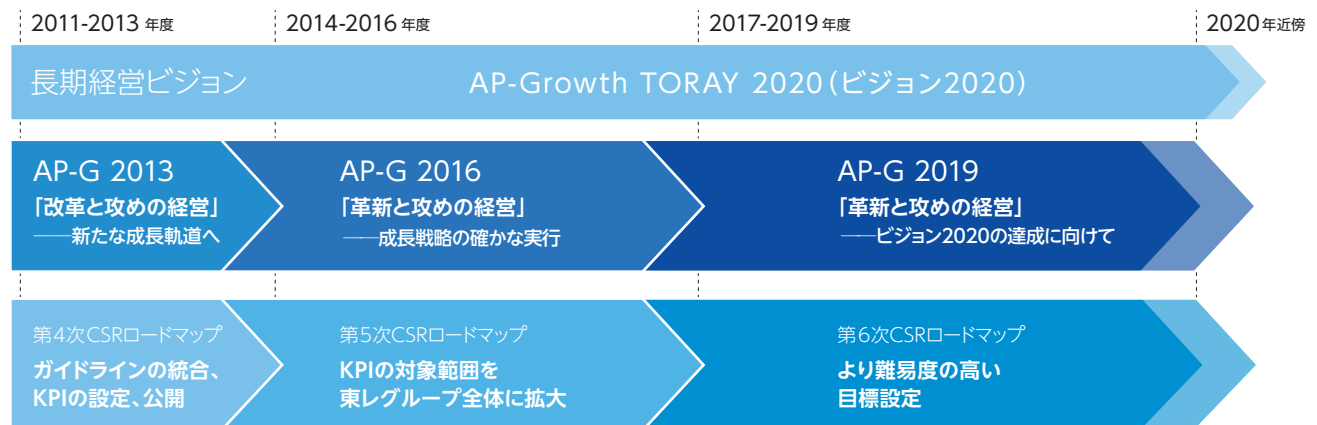 2011-2013 年度
2014-2016 年度
2017-2019 年度
2020 年近傍
長期経営ビジョン
AP-Growth TORAY 2020(ビジョン2020)
AP-G 2013
「改革と攻めの経営」
──新たな成長軌道へ
AP-G 2016
「革新と攻めの経営」
──成長戦略の確かな実行
AP-G 2019
「革新と攻めの経営」
──ビジョン2020の達成に向けて
第4次CSRロードマップ
ガイドラインの統合、
KPIの設定、公開
第5次CSRロードマップ
KPIの対象範囲を
東レグループ全体に拡大
第6次CSRロードマップ
より難易度の高い
目標設定